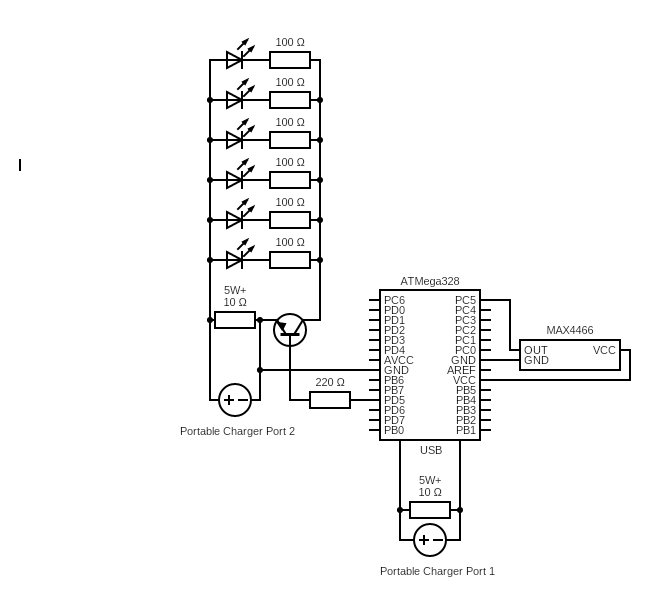 100 Ω
100 Ω
100 Ω
100 Ω
100 Ω
100 Ω
5W+
10 Ω
220 Ω
Portable Charger Port 2
ATMega328
PC6 PC5
PD0 PC4
PD1 PC3
PD2 PC2
PD3 PC1
PD4 PC0
AVCC GND
GND AREF
PB6 VCC
PB7 PB5
PD5 PB4
PD6 PB3
PD7 PB2
PB0 PB1
USB
MAX4466
OUT VCC
GND
5W+
10 Ω
Portable Charger Port 1